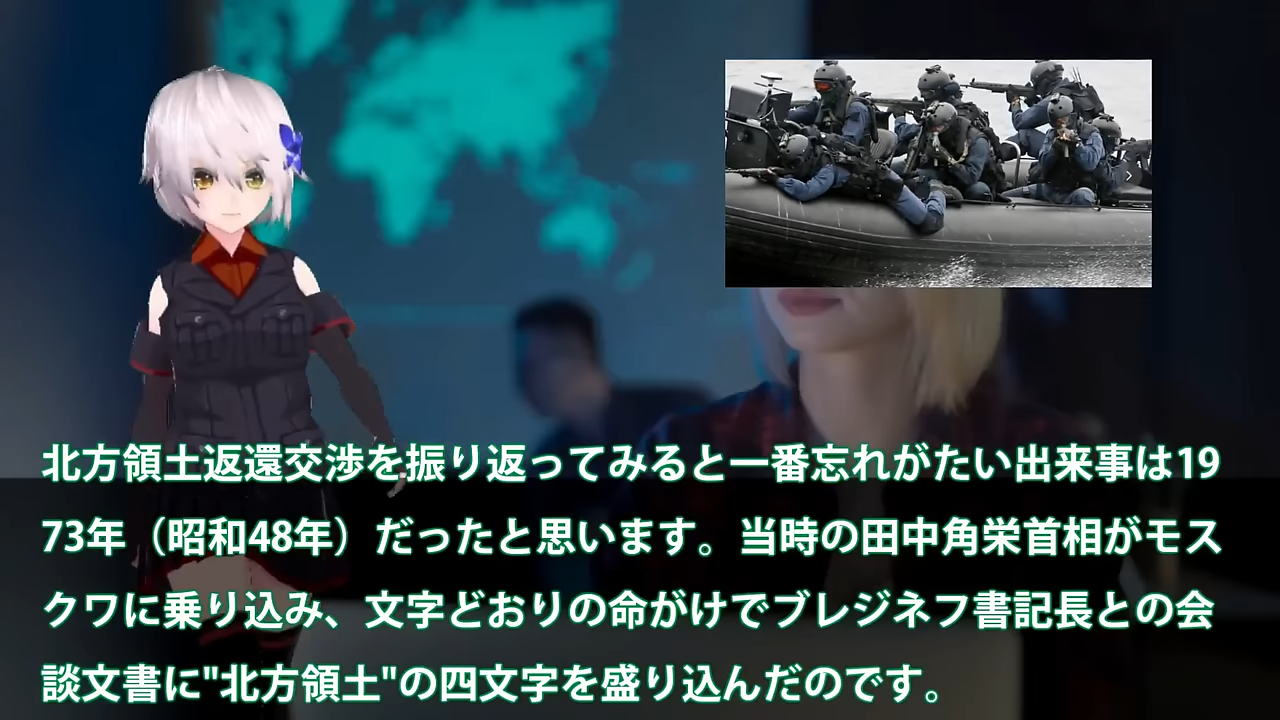 北方領土返還交渉を振り返ってみると一番忘れがたい出来事は19
73年（昭和48年）だったと思います。当時の田中角栄首相がモス
クワに乗り込み、文字どおりの命がけでブレジネフ書記長との会
談文書に"北方領土"の四文字を盛り込んだのです。